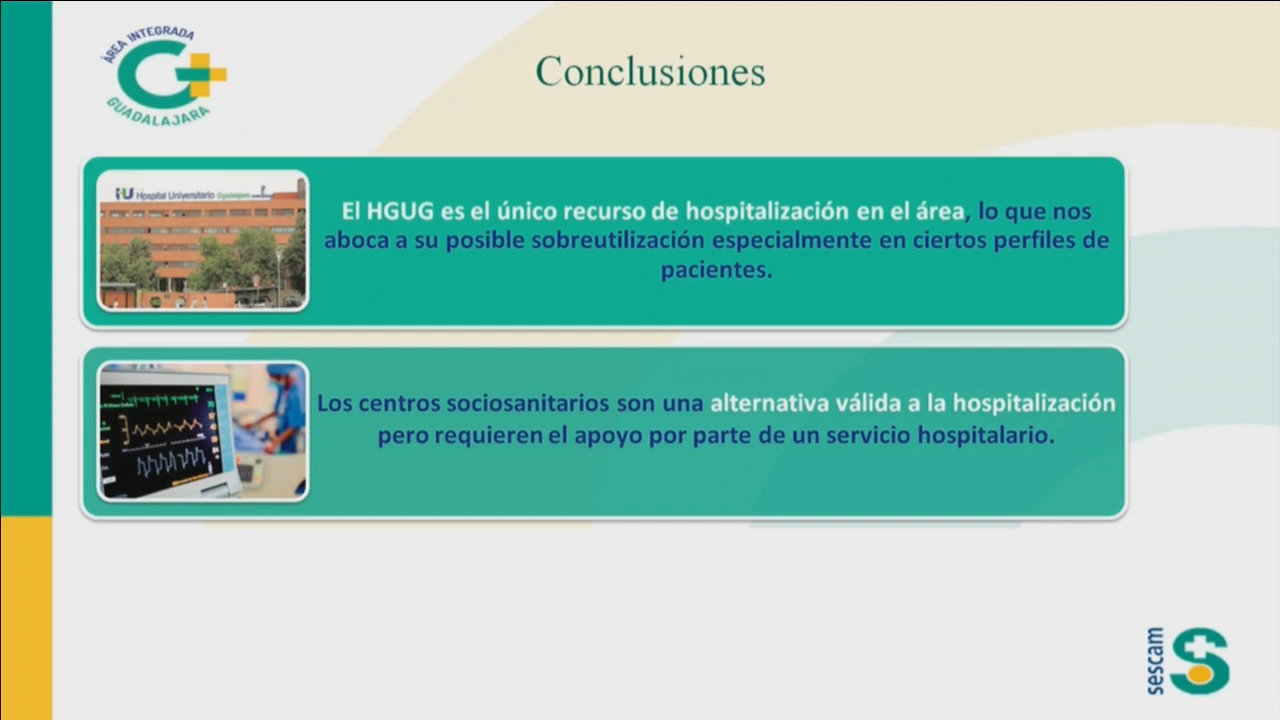 ÁREA INTEGRADA
GUADALAJARA
Conclusiones
Hospital Universitario
El HGUG es el único recurso de hospitalización en el área, lo que nos
aboca a su posible sobreutilización especialmente en ciertos perfiles de
pacientes.
Los centros sociosanitarios son una alternativa válida a la hospitalización
pero requieren el apoyo por parte de un servicio hospitalario.
sescam